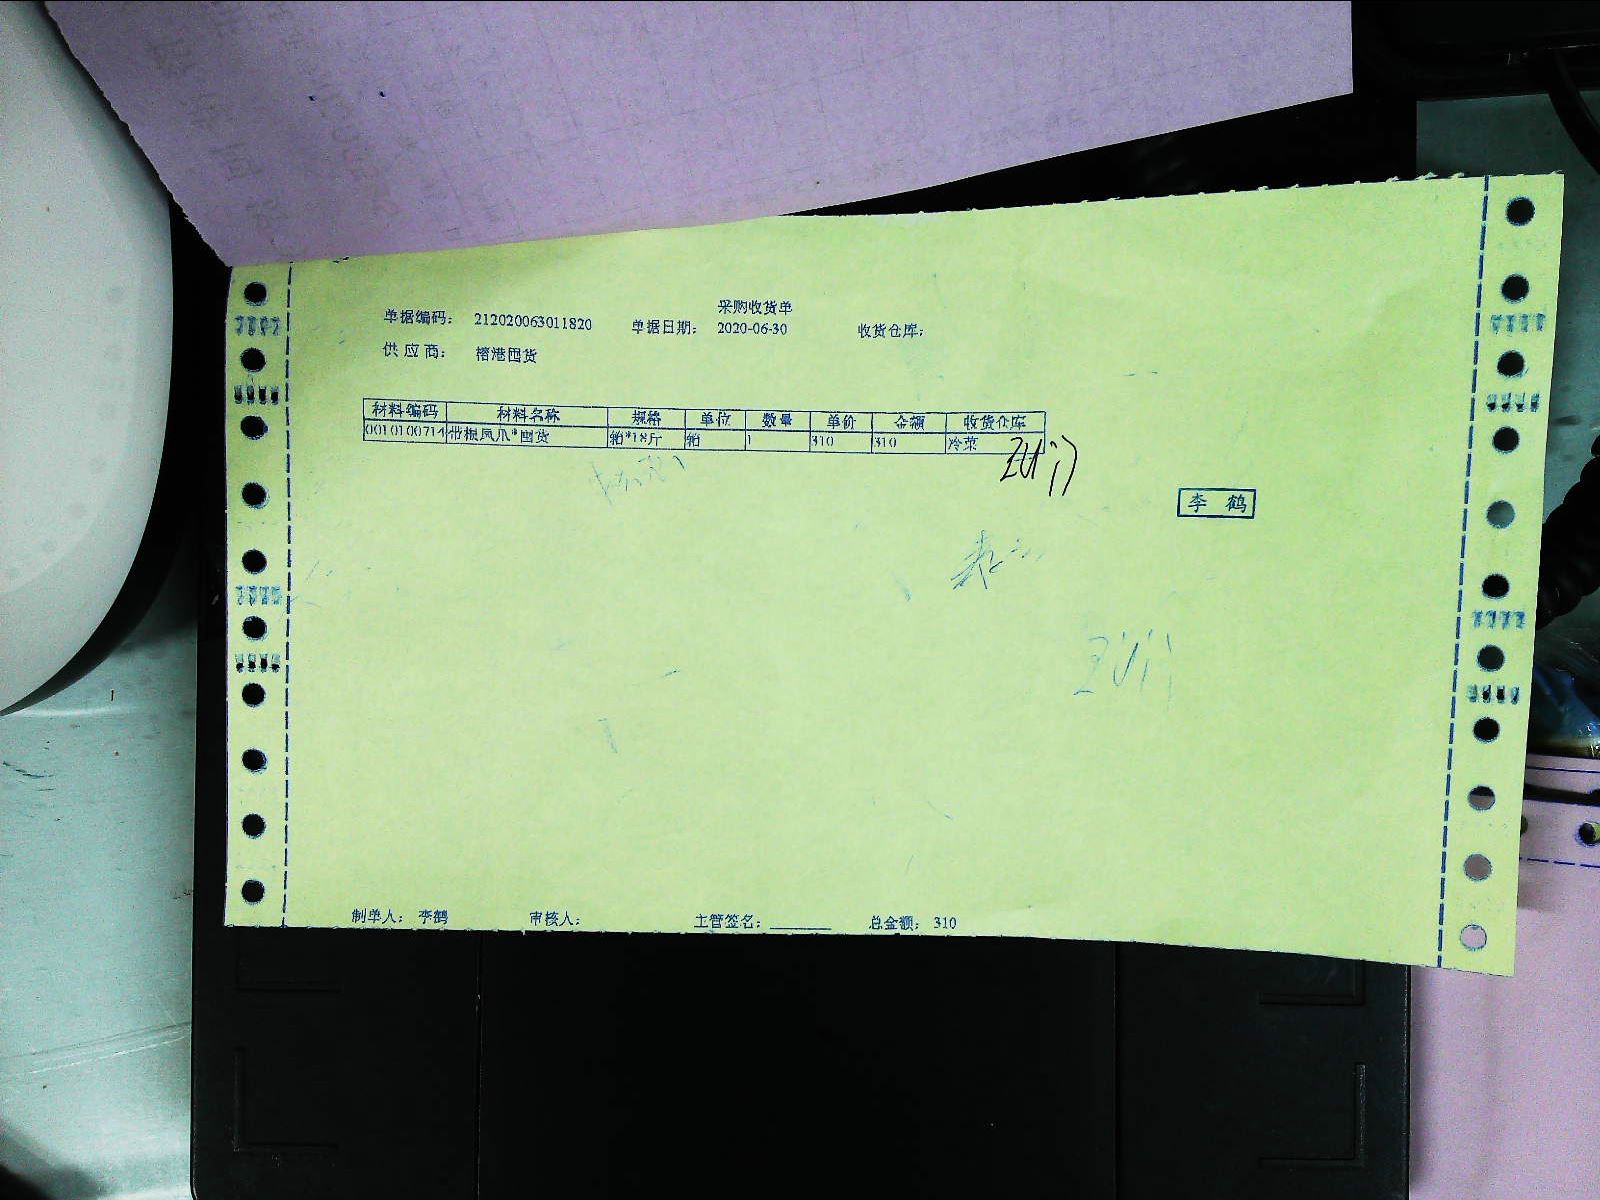 采购收货单
单据编码： 212020063011820 单据日期： 2020-06-30 收货仓库：
供应商： 榕港囤货
材料编码 材料名称 规格 单位 数量 单价 金额 收货仓库
0010100714 带根凤爪*囤货 箱*18斤 箱 1 310 310 冷菜
李鹤
制单人： 李鹤 审核人： 主管签名： 总金额： 310